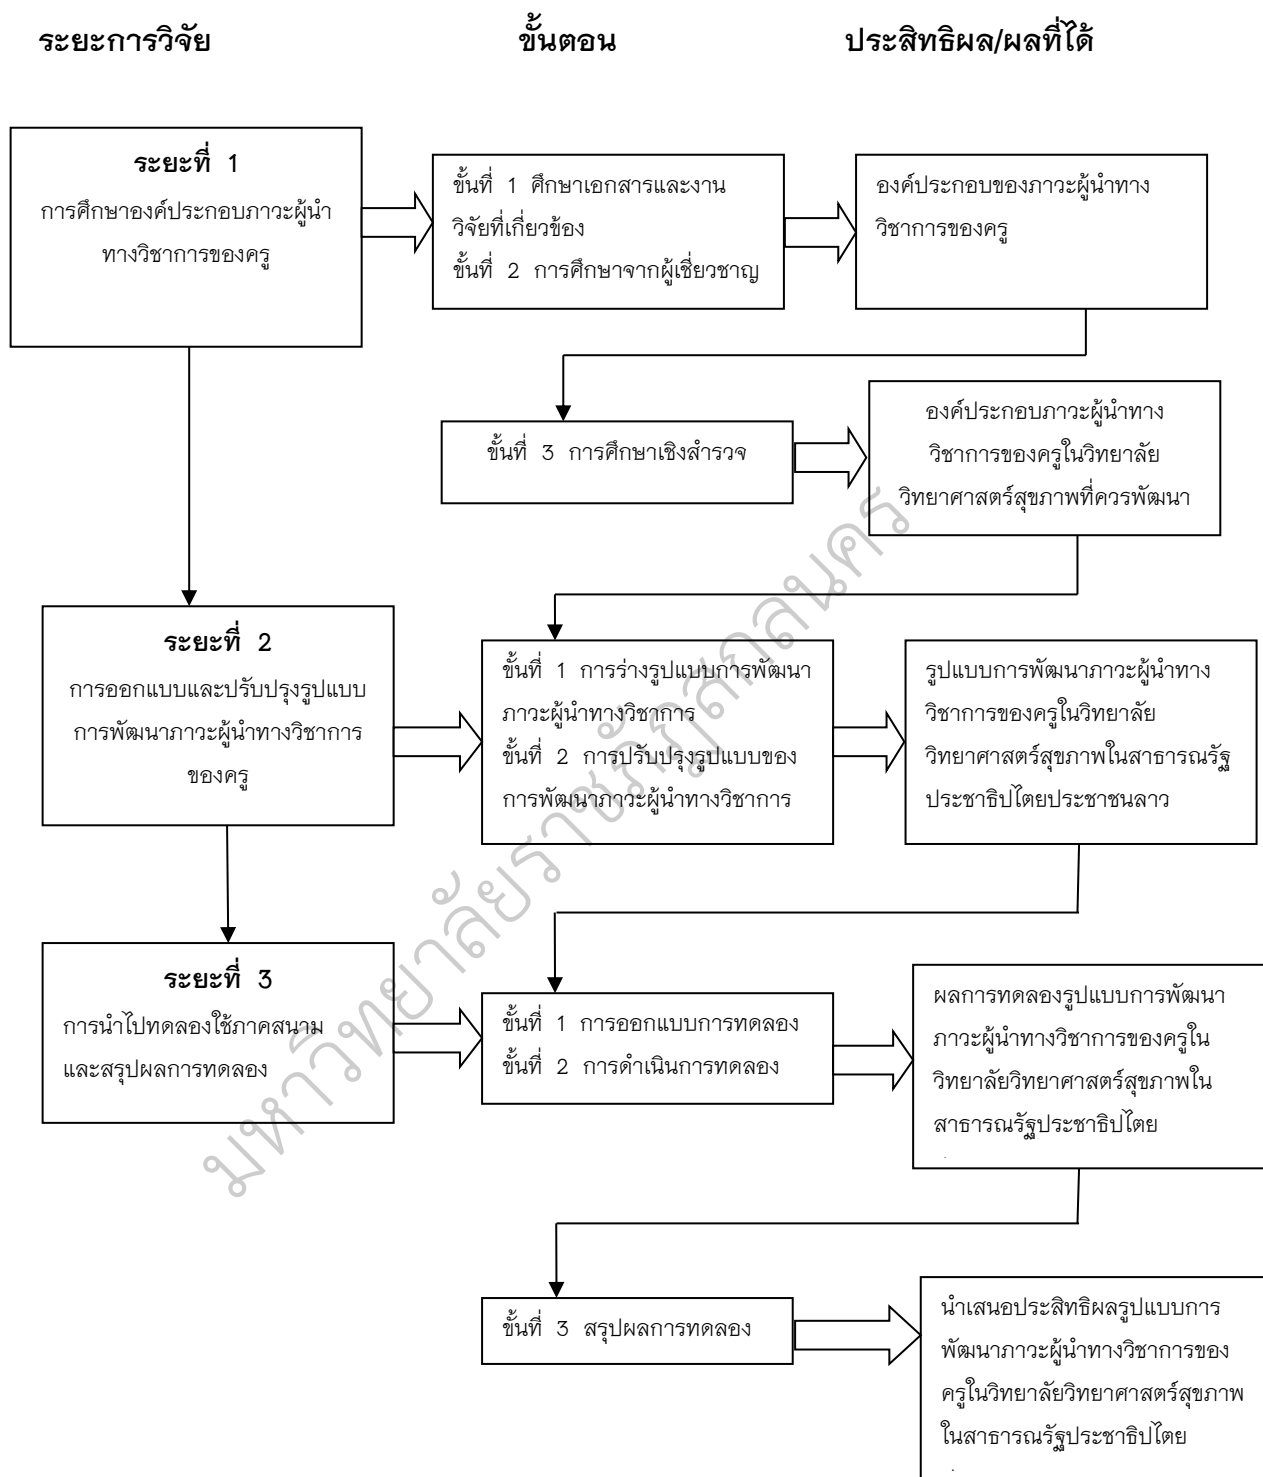 ระยะการวิจัย
ขั้นตอน
ประสิทธิผล/ผลที่ได้
ระยะที่ 1
การศึกษาองค์ประกอบภาวะผู้นำ
ทางวิชาการของครู
ขั้นที่ 1 ศึกษาเอกสารและงาน
วิจัยที่เกี่ยวข้อง
ขั้นที่ 2 การศึกษาจากผู้เชี่ยวชาญ
องค์ประกอบของภาวะผู้นำทาง
วิชาการของครู
ขั้นที่ 3 การศึกษาเชิงสำรวจ
องค์ประกอบภาวะผู้นำทาง
วิชาการของครูในวิทยาลัย
วิทยาศาสตร์สุขภาพที่ควรพัฒนา
ระยะที่ 2
การออกแบบและปรับปรุงรูปแบบ
การพัฒนาภาวะผู้นำทางวิชาการ
ของครู
ขั้นที่ 1 การร่างรูปแบบการพัฒนา
ภาวะผู้นำทางวิชาการ
ขั้นที่ 2 การปรับปรุงรูปแบบของ
การพัฒนาภาวะผู้นำทางวิชาการ
รูปแบบการพัฒนาภาวะผู้นำทาง
วิชาการของครูในวิทยาลัย
วิทยาศาสตร์สุขภาพในสาธารณรัฐ
ประชาธิปไตยประชาชนลาว
ระยะที่ 3
การนำไปทดลองใช้ภาคสนาม
และสรุปผลการทดลอง
ขั้นที่ 1 การออกแบบการทดลอง
ขั้นที่ 2 การดำเนินการทดลอง
ผลการทดลองรูปแบบการพัฒนา
ภาวะผู้นำทางวิชาการของครูใน
วิทยาลัยวิทยาศาสตร์สุขภาพใน
สาธารณรัฐประชาธิปไตย
ขั้นที่ 3 สรุปผลการทดลอง
นำเสนอประสิทธิผลรูปแบบการ
พัฒนาภาวะผู้นำทางวิชาการของ
ครูในวิทยาลัยวิทยาศาสตร์สุขภาพ
ในสาธารณรัฐประชาธิปไตย
มหาวิทยาลัยราชภัฏสกลนคร